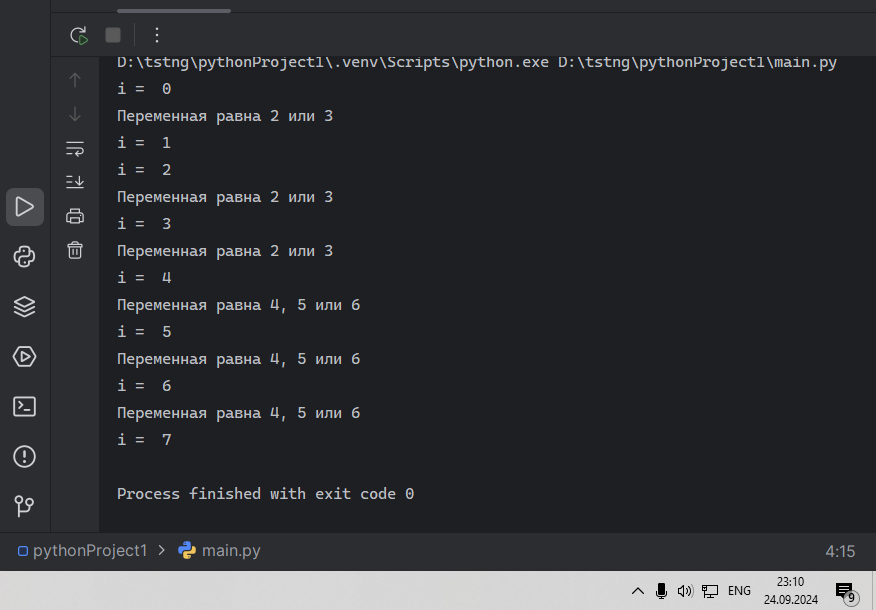 D:\tstng\pythonProject1\.venv\Scripts\python.exe D:\tstng\pythonProject1\main.py
i =  0
Переменная равна 2 или 3
i =  1
i =  2
Переменная равна 2 или 3
i =  3
Переменная равна 2 или 3
i =  4
Переменная равна 4, 5 или 6
i =  5
Переменная равна 4, 5 или 6
i =  6
Переменная равна 4, 5 или 6
i =  7
Process finished with exit code 0
pythonProject1 > main.py 4:15
ENG 23:10
24.09.2024 9